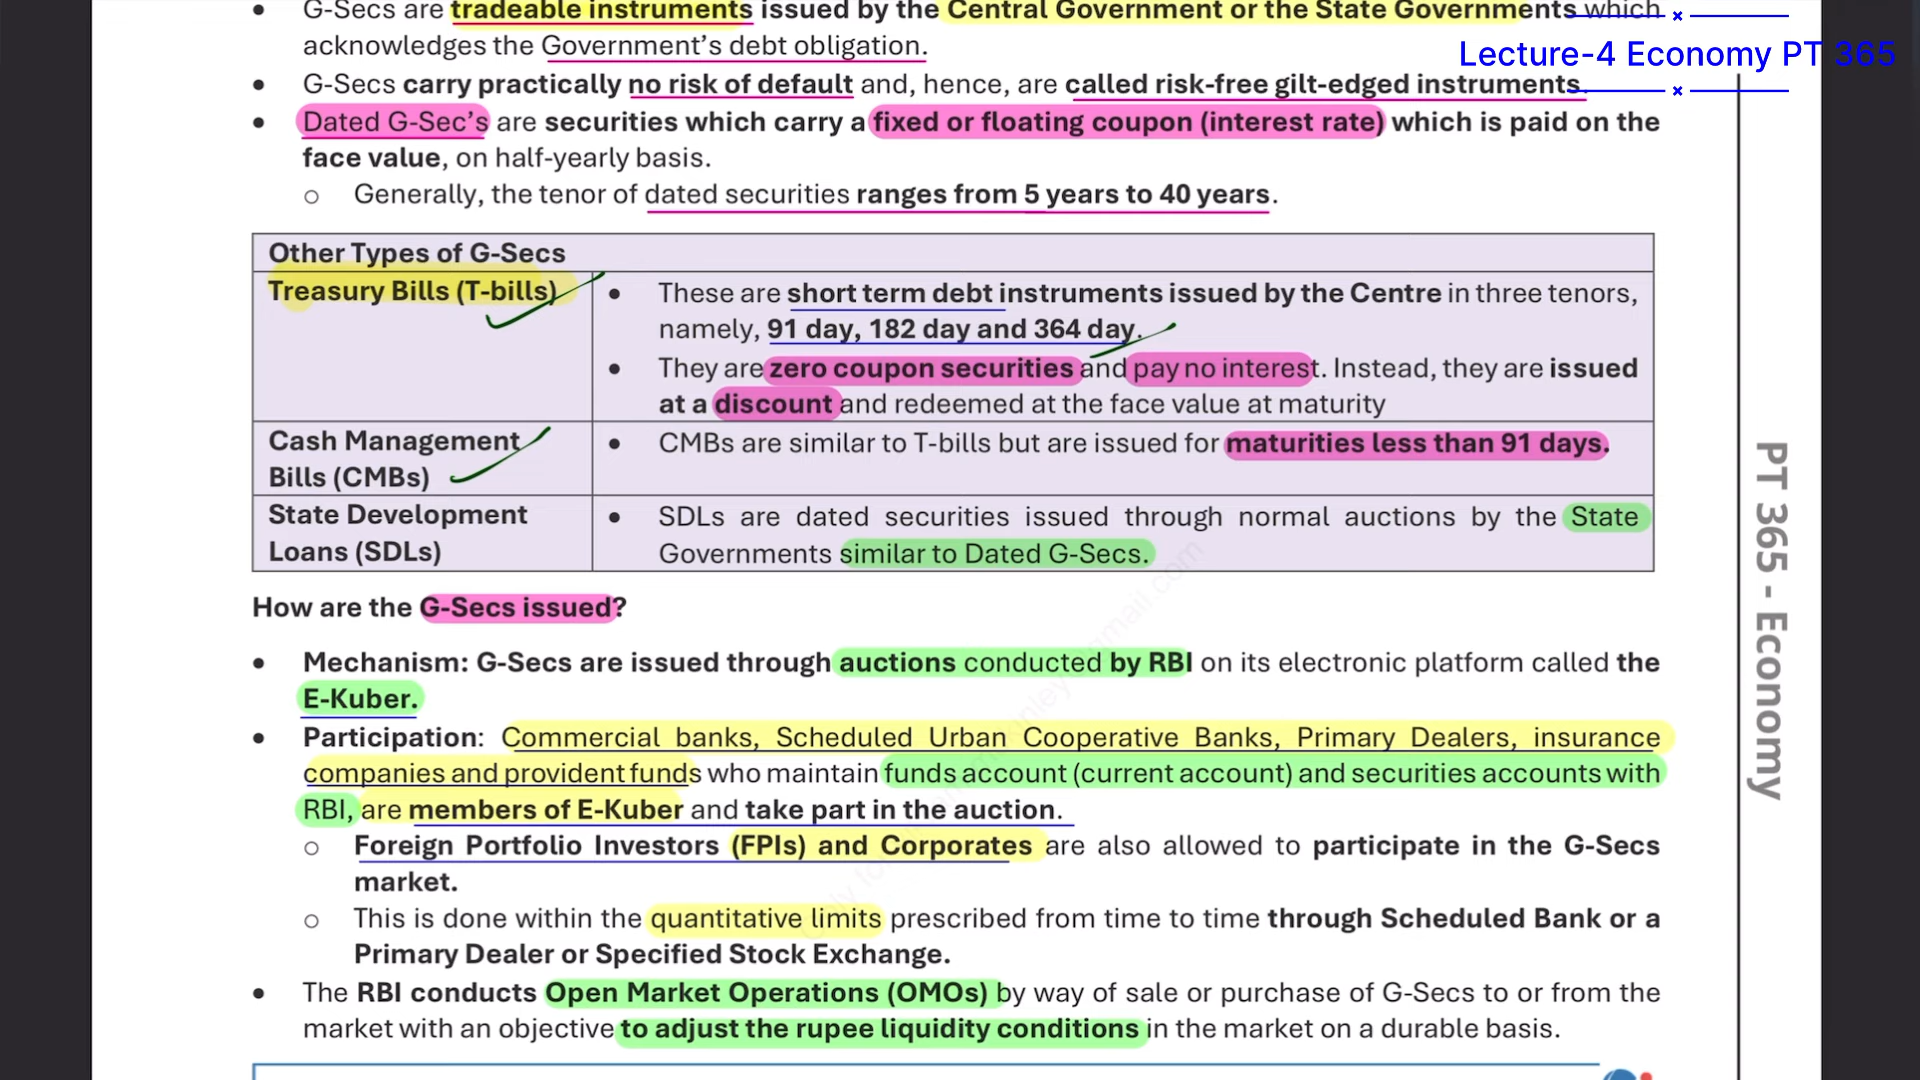 • G-Secs are tradeable instruments issued by the Central Government or the State Governments which
acknowledges the Government's debt obligation.
Lecture-4 Economy PT 365
• G-Secs carry practically no risk of default and, hence, are called risk-free gilt-edged instruments.
• Dated G-Sec's are securities which carry a fixed or floating coupon (interest rate) which is paid on the
face value, on half-yearly basis.
o Generally, the tenor of dated securities ranges from 5 years to 40 years.
Other Types of G-Secs
Treasury Bills (T-bills)
• These are short term debt instruments issued by the Centre in three tenors,
namely, 91 day, 182 day and 364 day.
• They are zero coupon securities and pay no interest. Instead, they are issued
at a discount and redeemed at the face value at maturity
Cash Management
Bills (CMBs)
• CMBs are similar to T-bills but are issued for maturities less than 91 days.
State Development
Loans (SDLs)
• SDLs are dated securities issued through normal auctions by the State
Governments similar to Dated G-Secs.
How are the G-Secs issued?
• Mechanism: G-Secs are issued through auctions conducted by RBI on its electronic platform called the
E-Kuber.
• Participation: Commercial banks, Scheduled Urban Cooperative Banks, Primary Dealers, insurance
companies and provident funds who maintain funds account (current account) and securities accounts with
RBI, are members of E-Kuber and take part in the auction.
o Foreign Portfolio Investors (FPIs) and Corporates are also allowed to participate in the G-Secs
market.
o This is done within the quantitative limits prescribed from time to time through Scheduled Bank or a
Primary Dealer or Specified Stock Exchange.
• The RBI conducts Open Market Operations (OMOs) by way of sale or purchase of G-Secs to or from the
market with an objective to adjust the rupee liquidity conditions in the market on a durable basis.
PT 365 - Economy